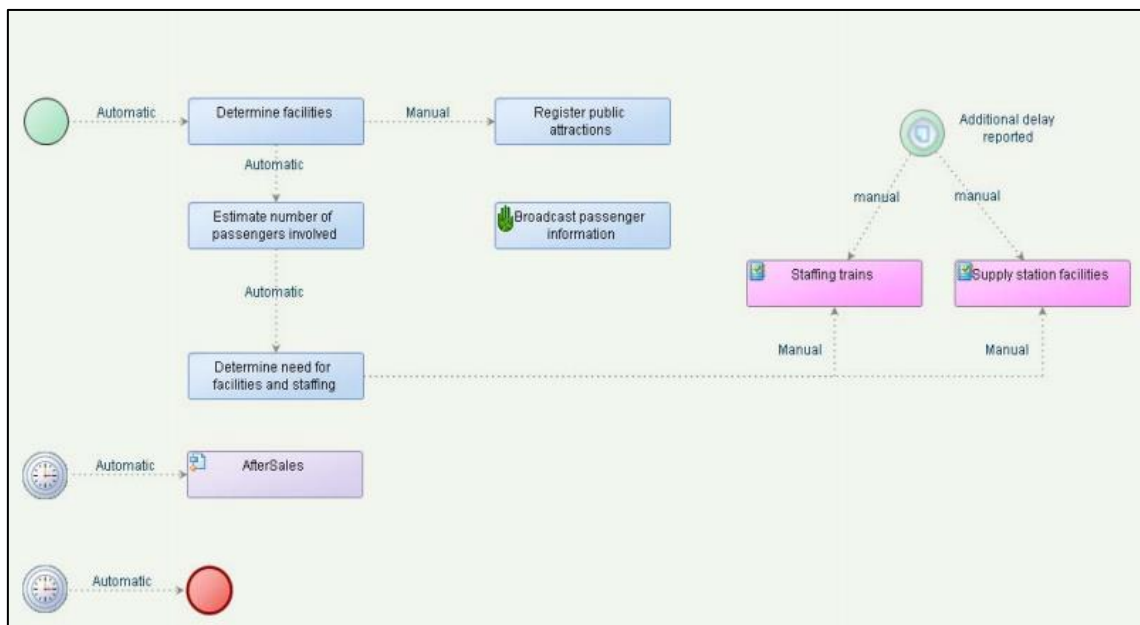 Automatic
Determine facilities
Manual
Register public
attractions
Additional delay
reported
Automatic
manual
manual
Estimate number of
passengers involved
Broadcast passenger
information
Staffing trains
Supply station facilities
Automatic
Manual
Manual
Determine need for
facilities and staffing
Automatic
AfterSales
Automatic